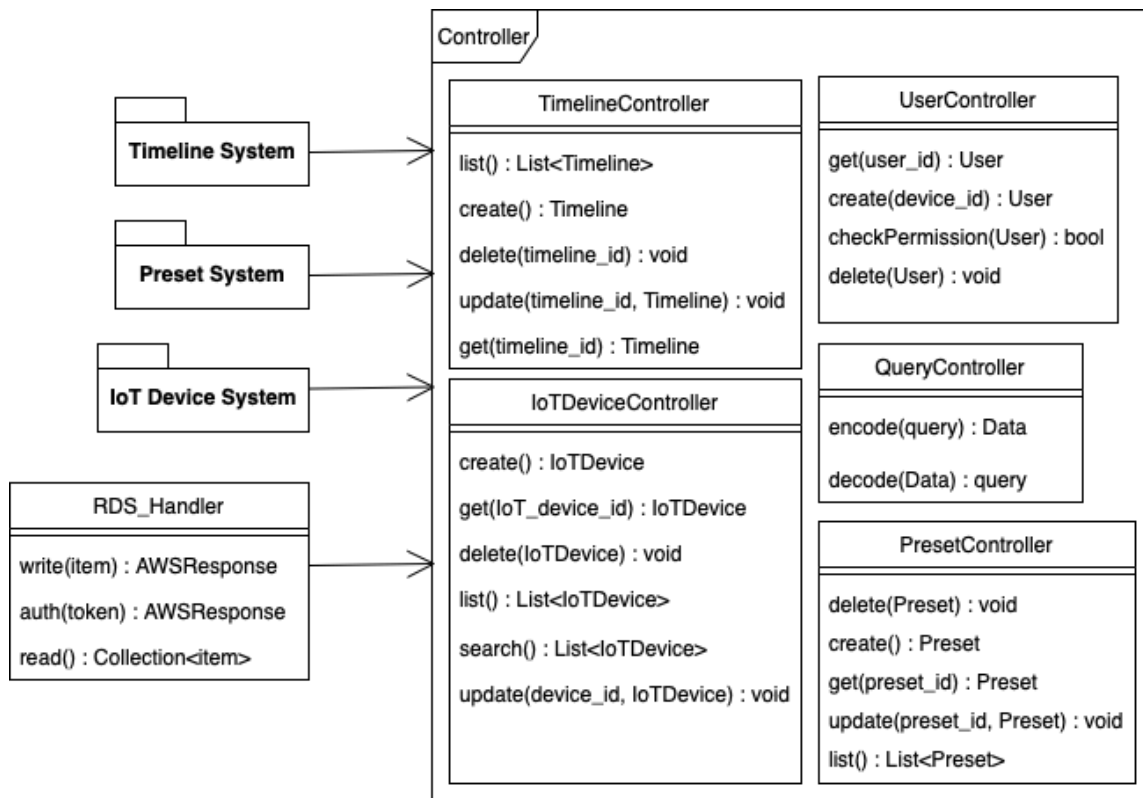 Controller
Timeline System
Preset System
IoT Device System
RDS_Handler
write(item) : AWSResponse
auth(token) : AWSResponse
read() : Collection<item>
TimelineController
list() : List<Timeline>
create() : Timeline
delete(timeline_id) : void
update(timeline_id, Timeline) : void
get(timeline_id) : Timeline
IoTDeviceController
create() : IoTDevice
get(IoT_device_id) : IoTDevice
delete(IoTDevice) : void
list() : List<IoTDevice>
search() : List<IoTDevice>
update(device_id, IoTDevice) : void
UserController
get(user_id) : User
create(device_id) : User
checkPermission(User) : bool
delete(User) : void
QueryController
encode(query) : Data
decode(Data) : query
PresetController
delete(Preset) : void
create() : Preset
get(preset_id) : Preset
update(preset_id, Preset) : void
list() : List<Preset>